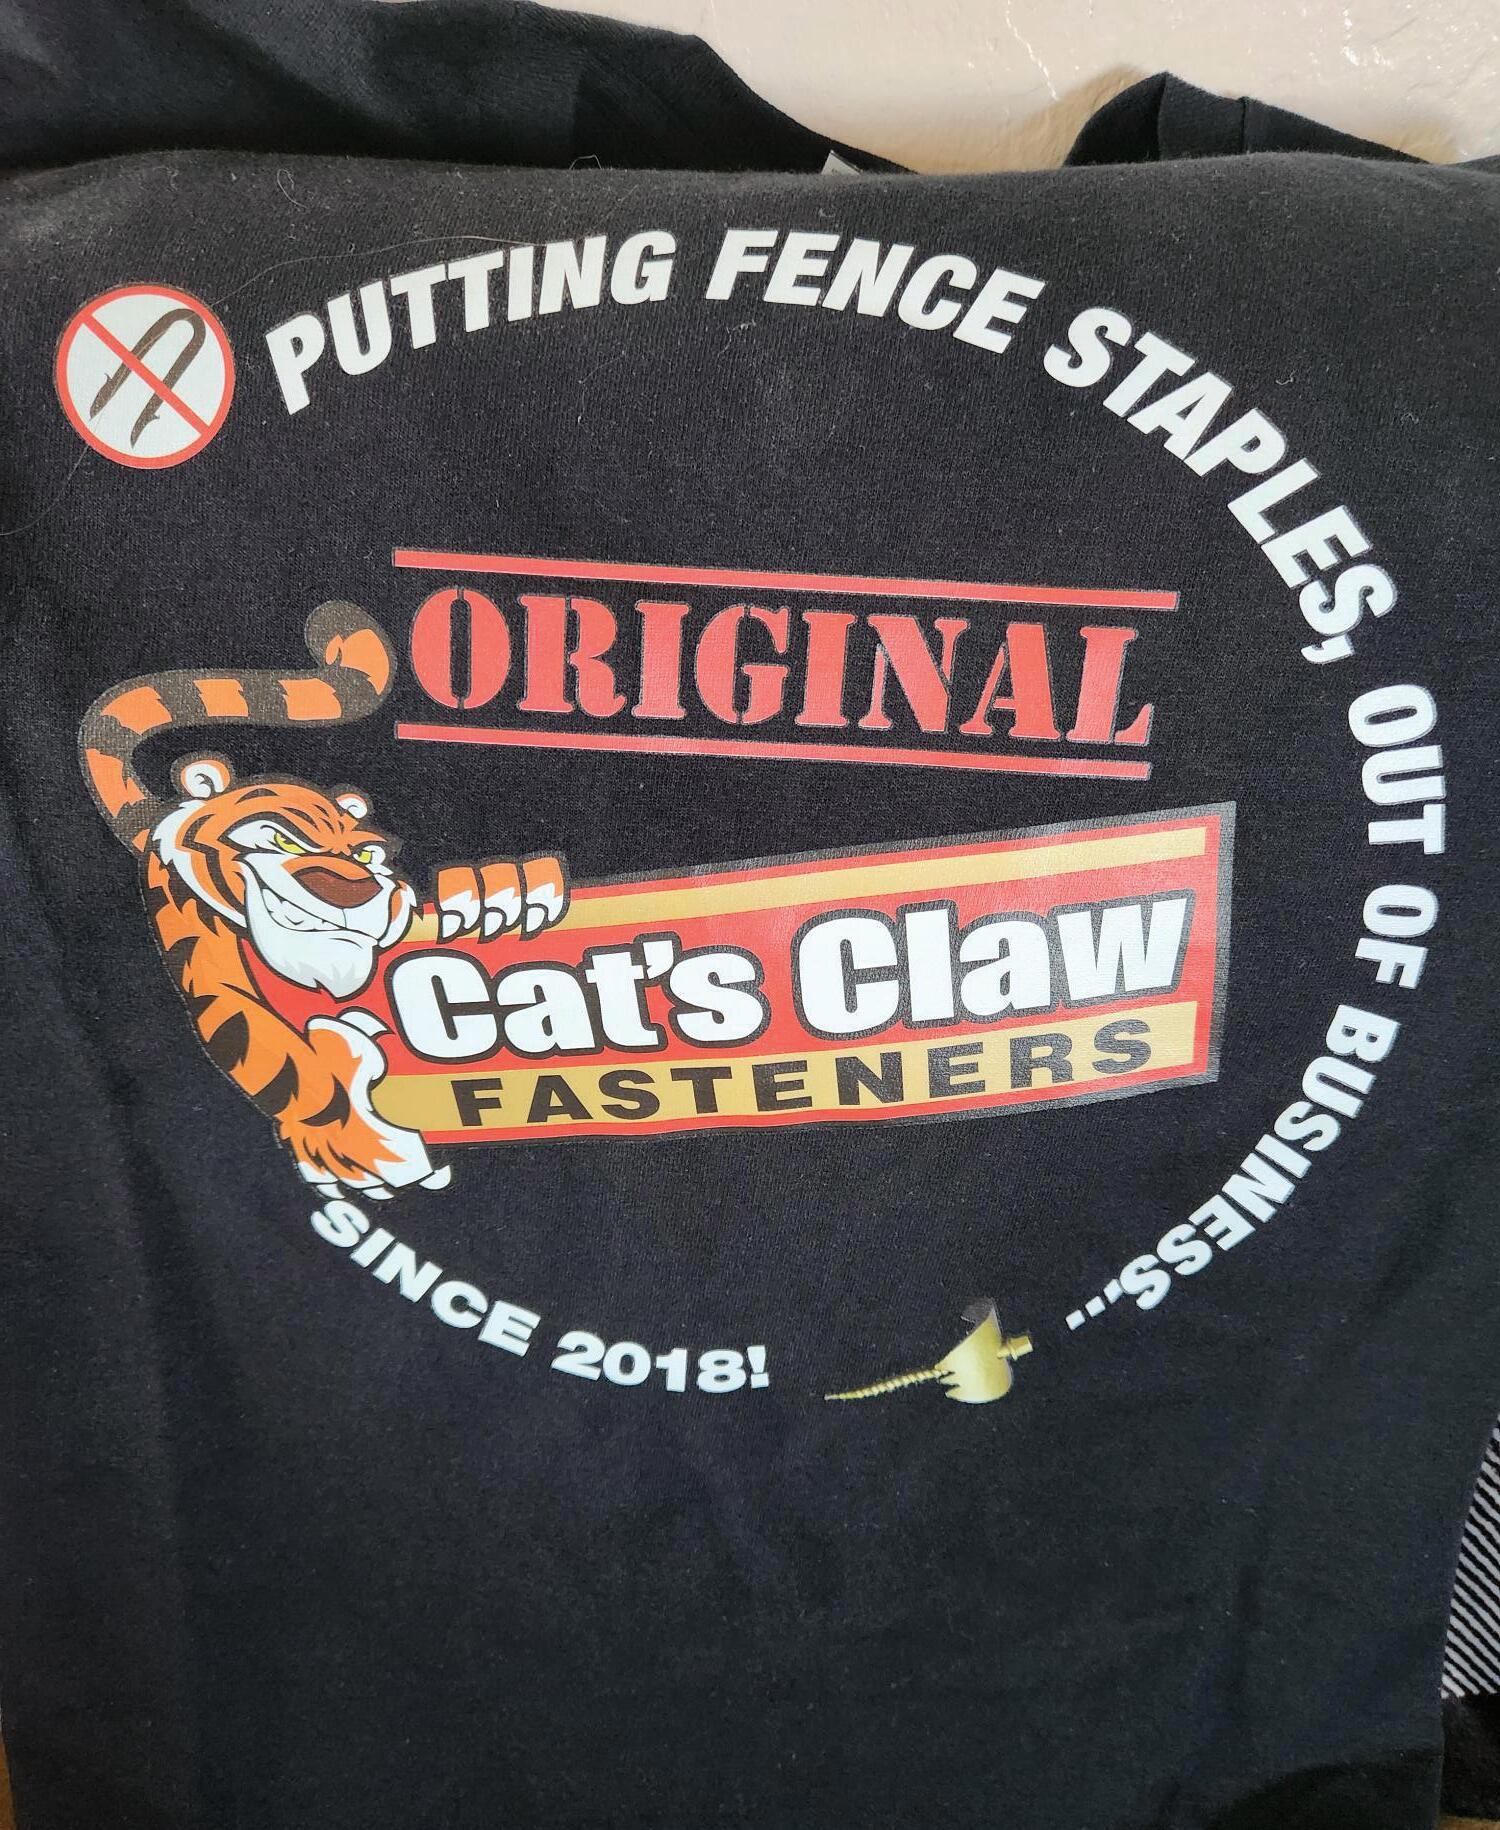 PUTTING FENCE STAPLES, OUT OF BUSINESS...
ORIGINAL
Cat's Claw
FASTENERS
SINCE 2018!